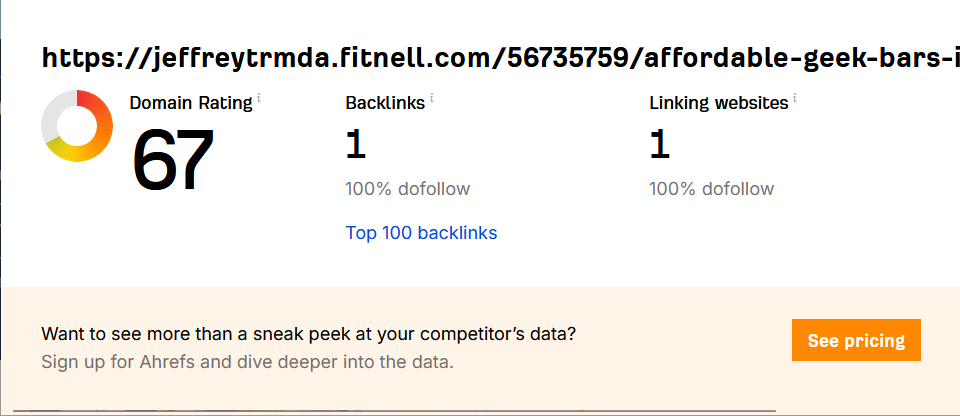 https://jeffreytrmda.fitnell.com/56735759/affordable-geek-bars-i
Domain Rating i
67
Backlinks i
1
100% dofollow
Top 100 backlinks
Linking websites i
1
100% dofollow
Want to see more than a sneak peek at your competitor’s data?
Sign up for Ahrefs and dive deeper into the data.
See pricing